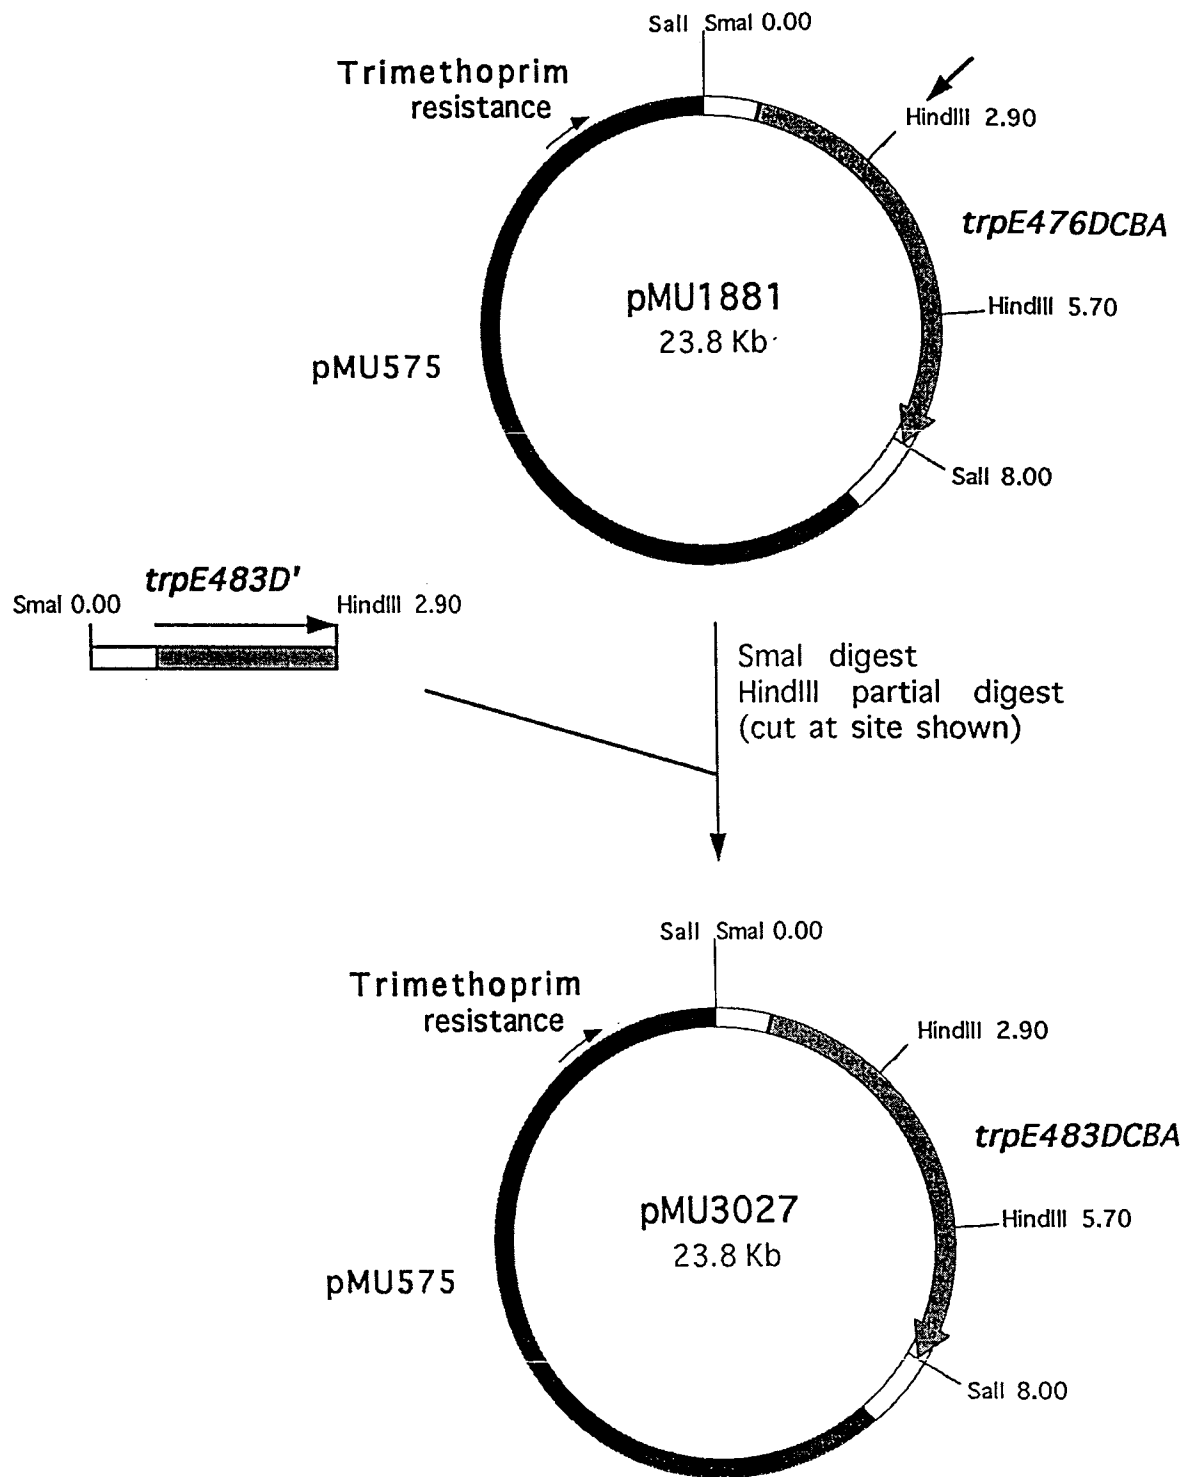 SalI SmaI 0.00
Trimethoprim
resistance
HindIII 2.90
trpE476DCBA
pMU1881
23.8 Kb
HindIII 5.70
pMU575
SalI 8.00
trpE483D'
SmaI 0.00
HindIII 2.90
SmaI digest
HindIII partial digest
(cut at site shown)
SalI SmaI 0.00
Trimethoprim
resistance
HindIII 2.90
trpE483DCBA
pMU3027
23.8 Kb
HindIII 5.70
pMU575
SalI 8.00